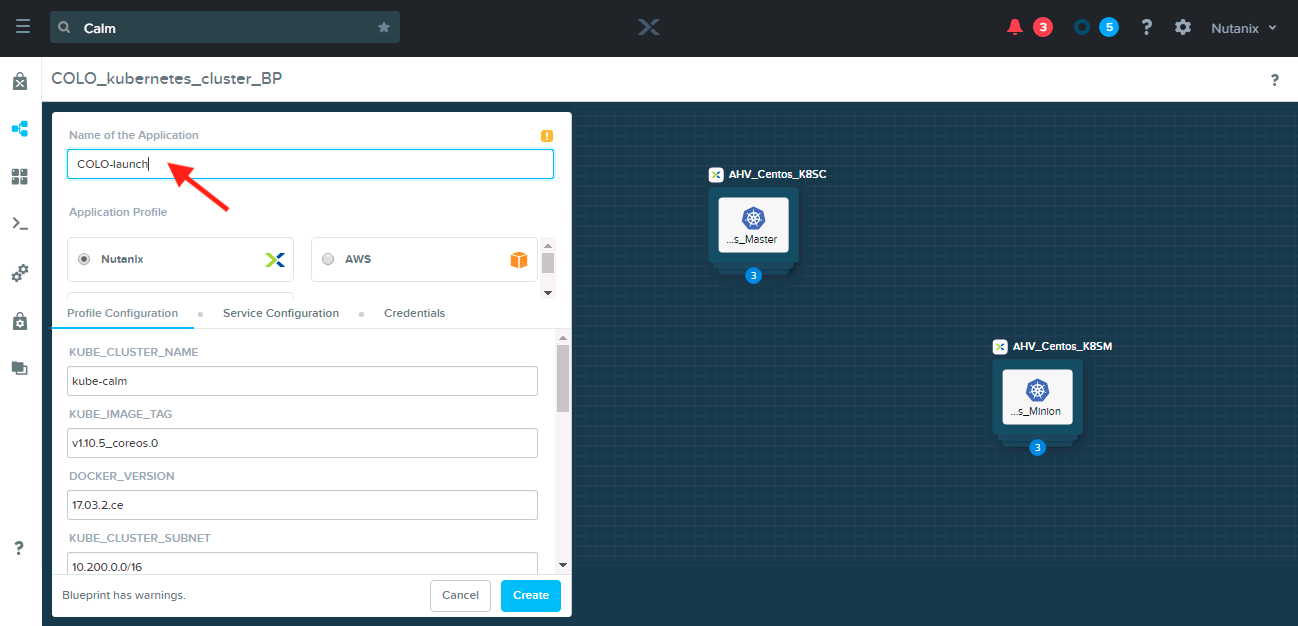 Calm
3
5
?
Nutanix
COLO_kubernetes_cluster_BP
?
Name of the Application
!
COLO-launch
Application Profile
Nutanix
AWS
Profile Configuration
Service Configuration
Credentials
KUBE_CLUSTER_NAME
kube-calm
KUBE_IMAGE_TAG
v1.10.5_coreos.0
DOCKER_VERSION
17.03.2.ce
KUBE_CLUSTER_SUBNET
10.200.0.0/16
Blueprint has warnings.
Cancel
Create
AHV_Centos_K8SC
...s_Master
3
AHV_Centos_K8SM
...s_Minion
3
?